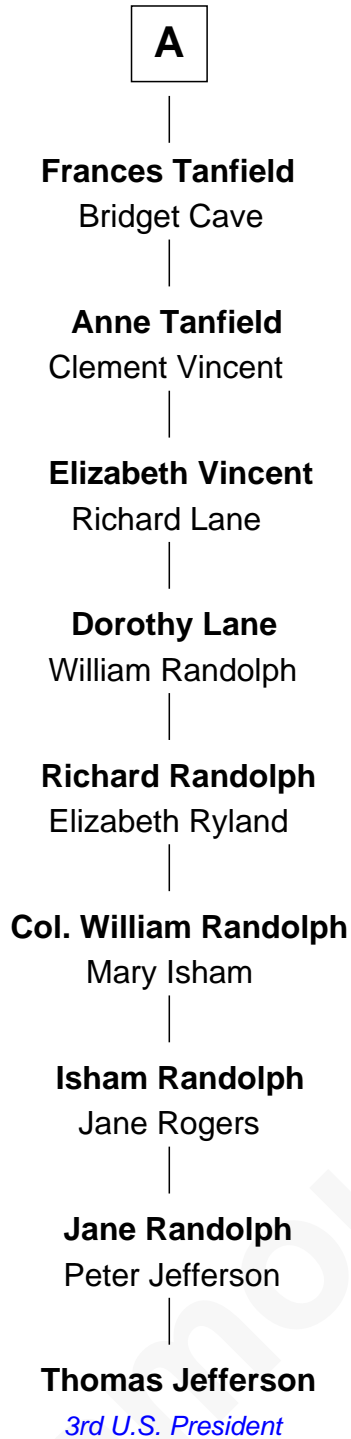 A
Frances Tanfield
Bridget Cave
Anne Tanfield
Clement Vincent
Elizabeth Vincent
Richard Lane
Dorothy Lane
William Randolph
Richard Randolph
Elizabeth Ryland
Col. William Randolph
Mary Isham
Isham Randolph
Jane Rogers
Jane Randolph
Peter Jefferson
Thomas Jefferson
3rd U.S. President